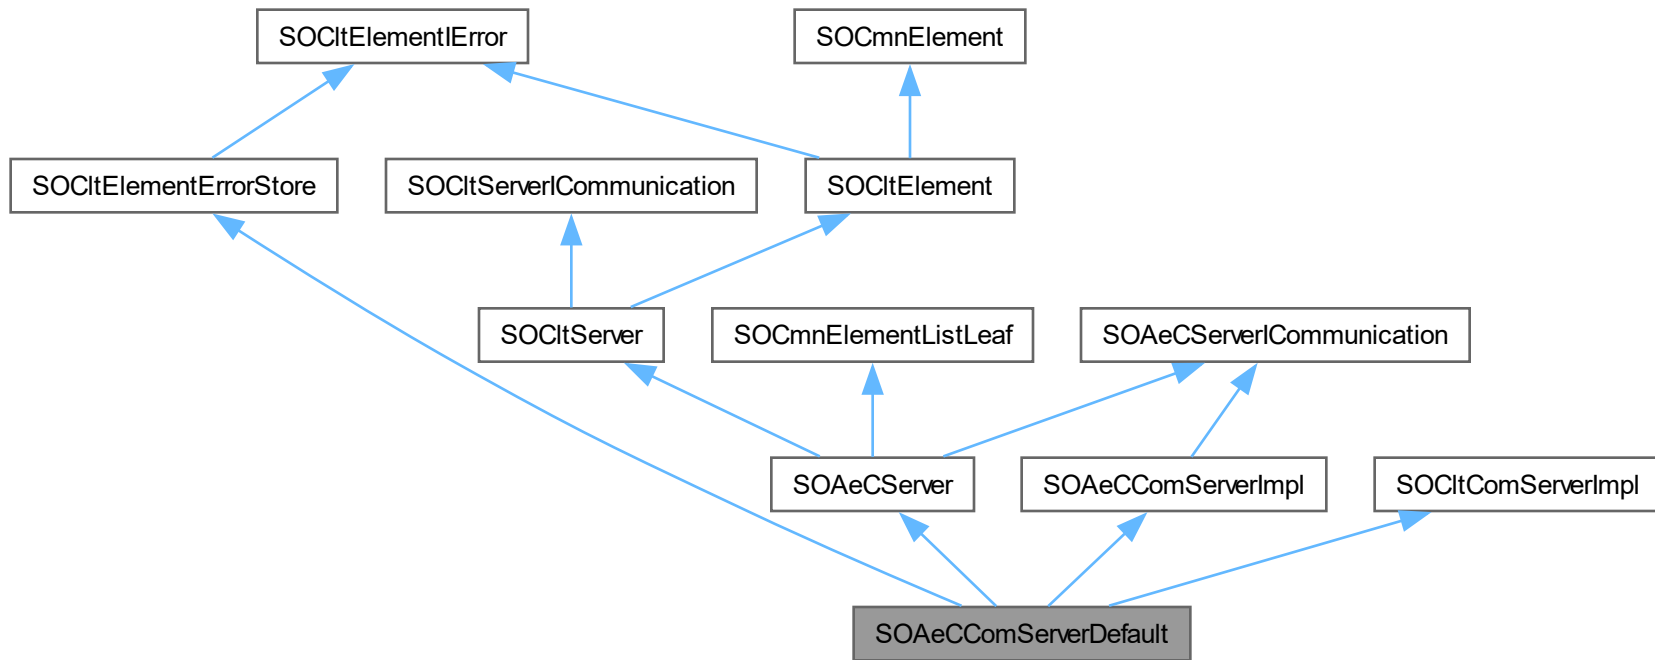 SOCltElementIError
SOCmnElement
SOCltElementErrorStore
SOCltServerICommunication
SOCltElement
SOCltServer
SOCmnElementListLeaf
SOAeCServerICommunication
SOAeCServer
SOAeCComServerImpl
SOCltComServerImpl
SOAeCComServerDefault